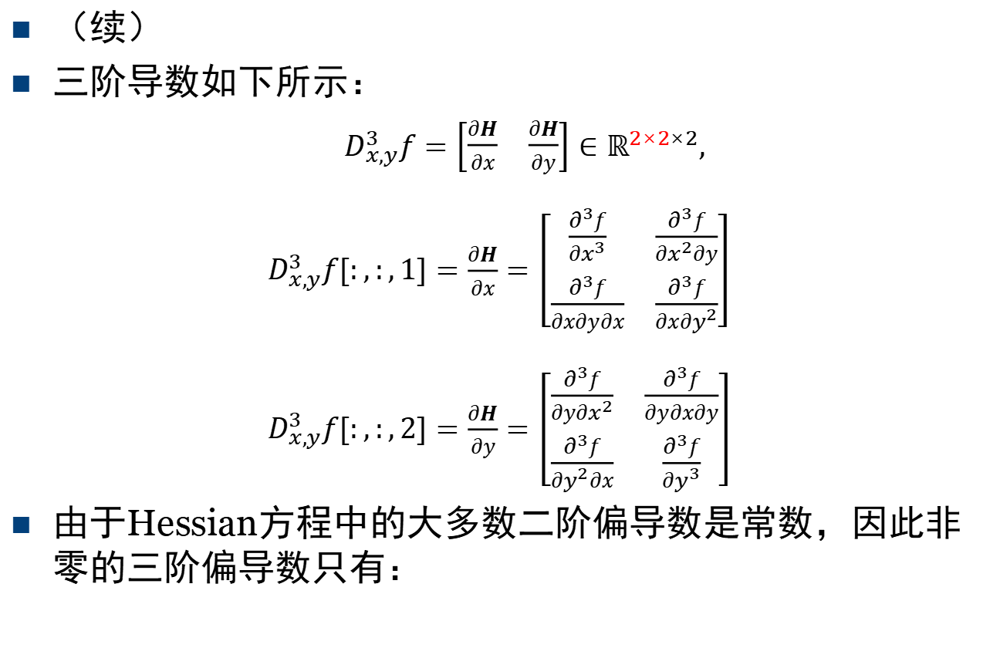 ■ （续）
■ 三阶导数如下所示：
$D^3_{x,y}f = \begin{bmatrix} \frac{\partial \boldsymbol{H}}{\partial x} & \frac{\partial \boldsymbol{H}}{\partial y} \end{bmatrix} \in \mathbb{R}^{2\times2\times2},$
$D^3_{x,y}f[:,:,1] = \frac{\partial \boldsymbol{H}}{\partial x} = \begin{bmatrix} \frac{\partial^3 f}{\partial x^3} & \frac{\partial^3 f}{\partial x^2 \partial y} \\ \frac{\partial^3 f}{\partial x \partial y \partial x} & \frac{\partial^3 f}{\partial x \partial y^2} \end{bmatrix}$
$D^3_{x,y}f[:,:,2] = \frac{\partial \boldsymbol{H}}{\partial y} = \begin{bmatrix} \frac{\partial^3 f}{\partial y \partial x^2} & \frac{\partial^3 f}{\partial y \partial x \partial y} \\ \frac{\partial^3 f}{\partial y^2 \partial x} & \frac{\partial^3 f}{\partial y^3} \end{bmatrix}$
■ 由于Hessian方程中的大多数二阶偏导数是常数，因此非
零的三阶偏导数只有：